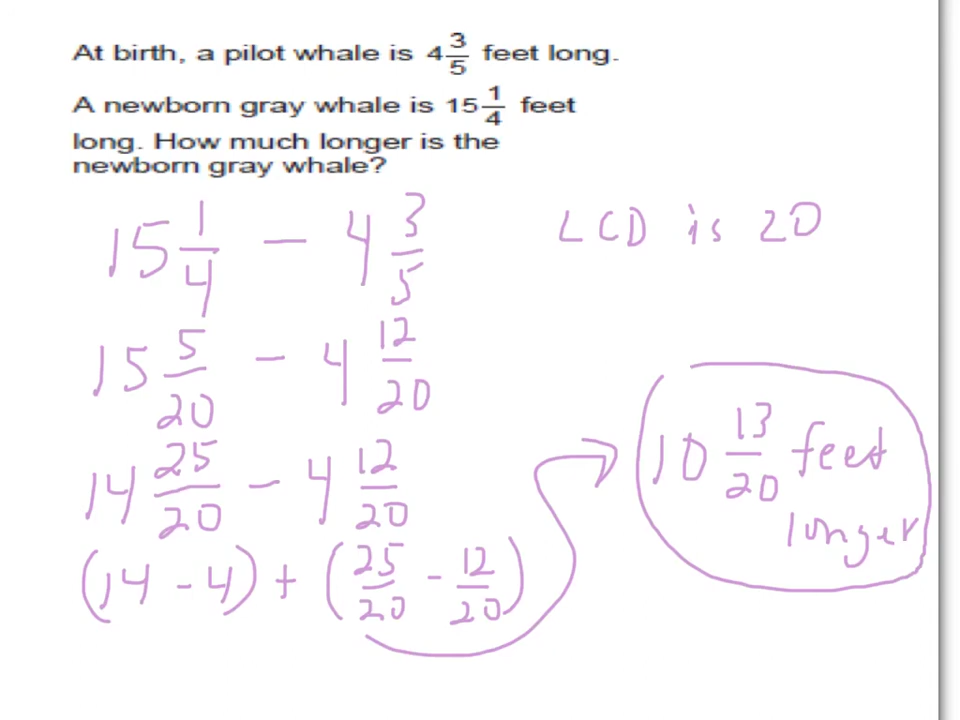 At birth, a pilot whale is 4 3/5 feet long.
A newborn gray whale is 15 1/4 feet
long. How much longer is the
newborn gray whale?
15 1/4 - 4 3/5
LCD is 20
15 5/20 - 4 12/20
14 25/20 - 4 12/20
(14 - 4) + (25/20 - 12/20)
10 13/20 feet
longer